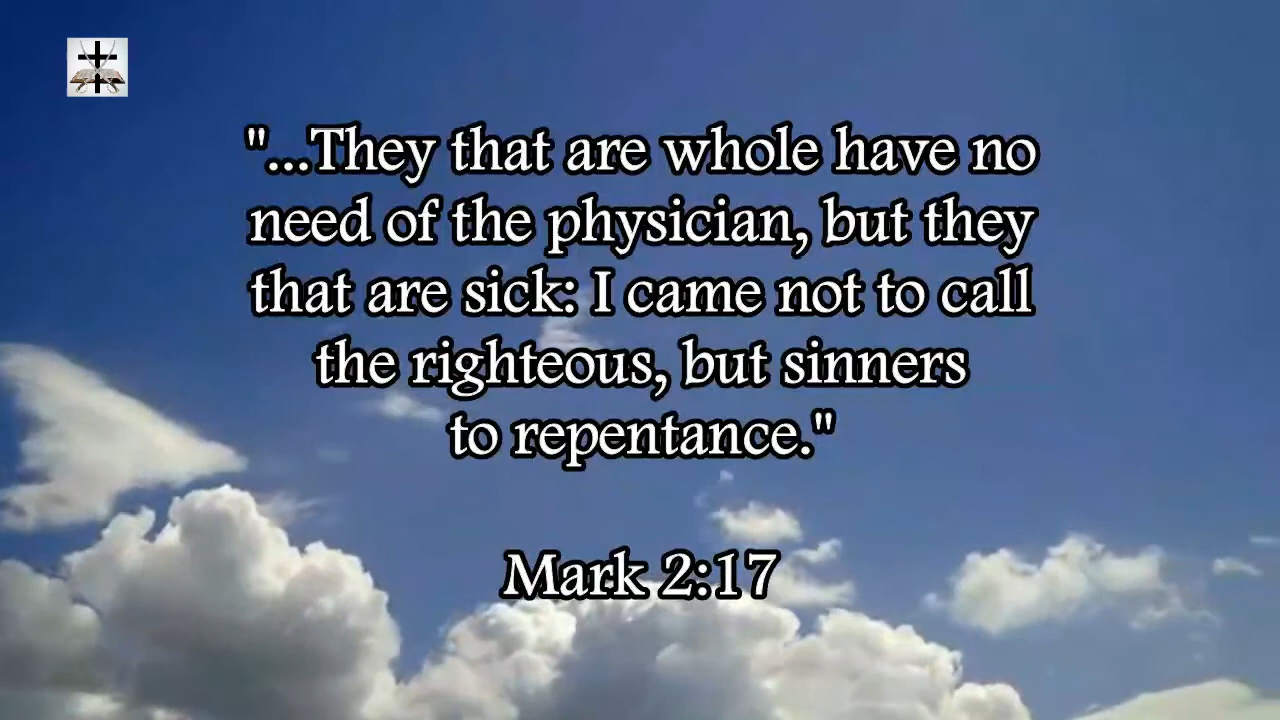 "...They that are whole have no
need of the physician, but they
that are sick: I came not to call
the righteous, but sinners
to repentance."
Mark 2:17